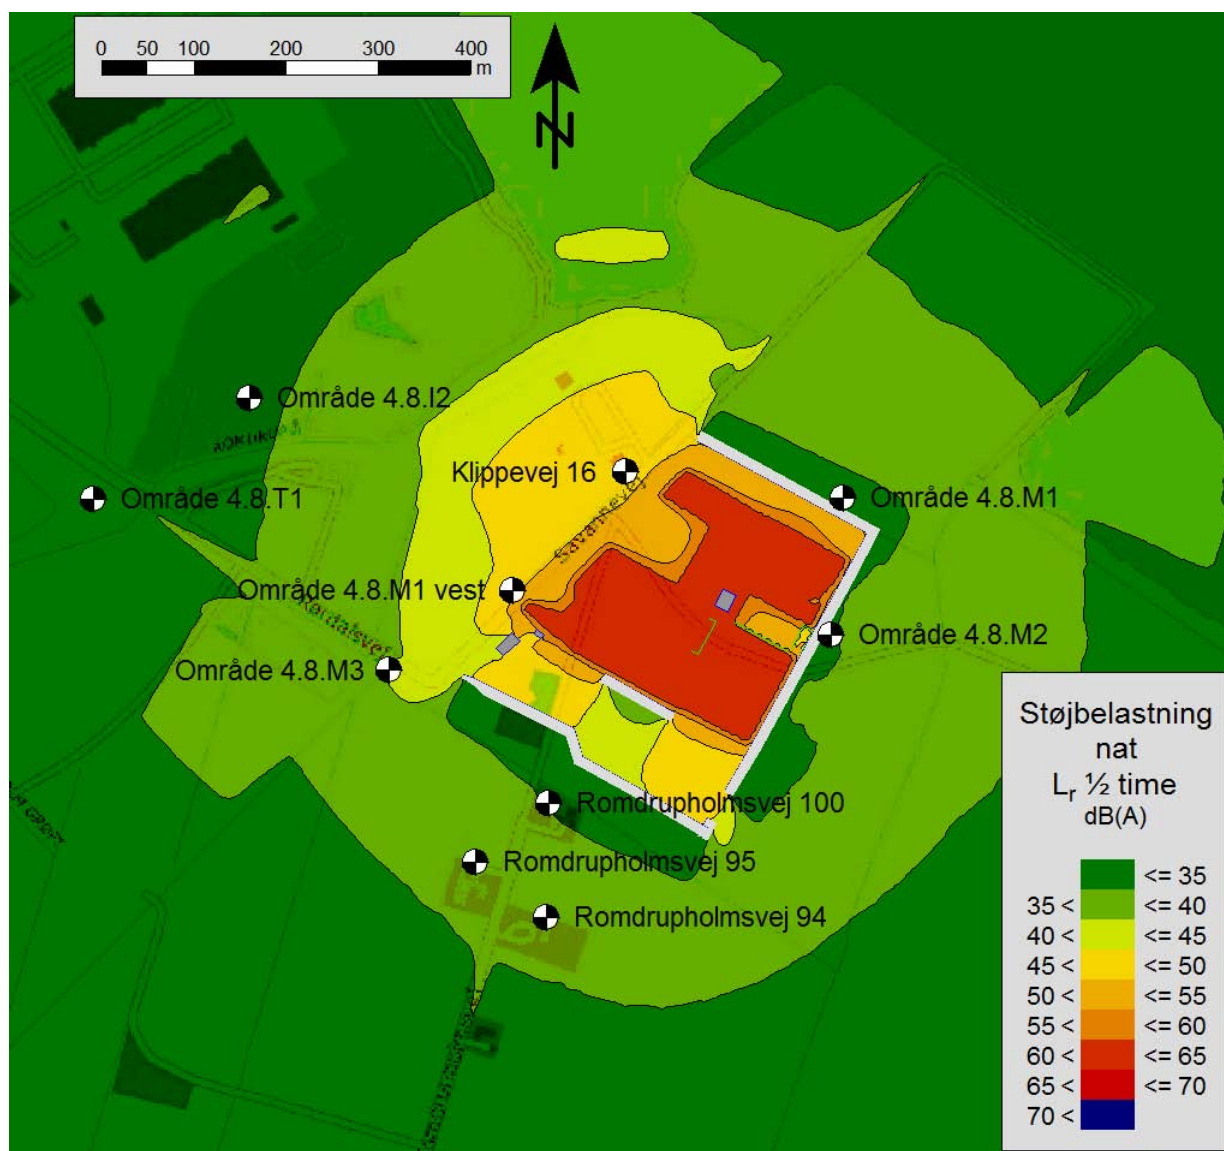 0 50 100 200 300 400
m
N
Område 4.8.I2
Klippevej 16
Område 4.8.T1
Område 4.8.M1
Savannevej
Område 4.8.M1 vest
Område 4.8.M2
Område 4.8.M3
Romdrupholmsvej 100
Romdrupholmsvej 95
Romdrupholmsvej 94
Støjbelastning
nat
Lr ½ time
dB(A)
<= 35
35 < <= 40
40 < <= 45
45 < <= 50
50 < <= 55
55 < <= 60
60 < <= 65
65 < <= 70
70 <